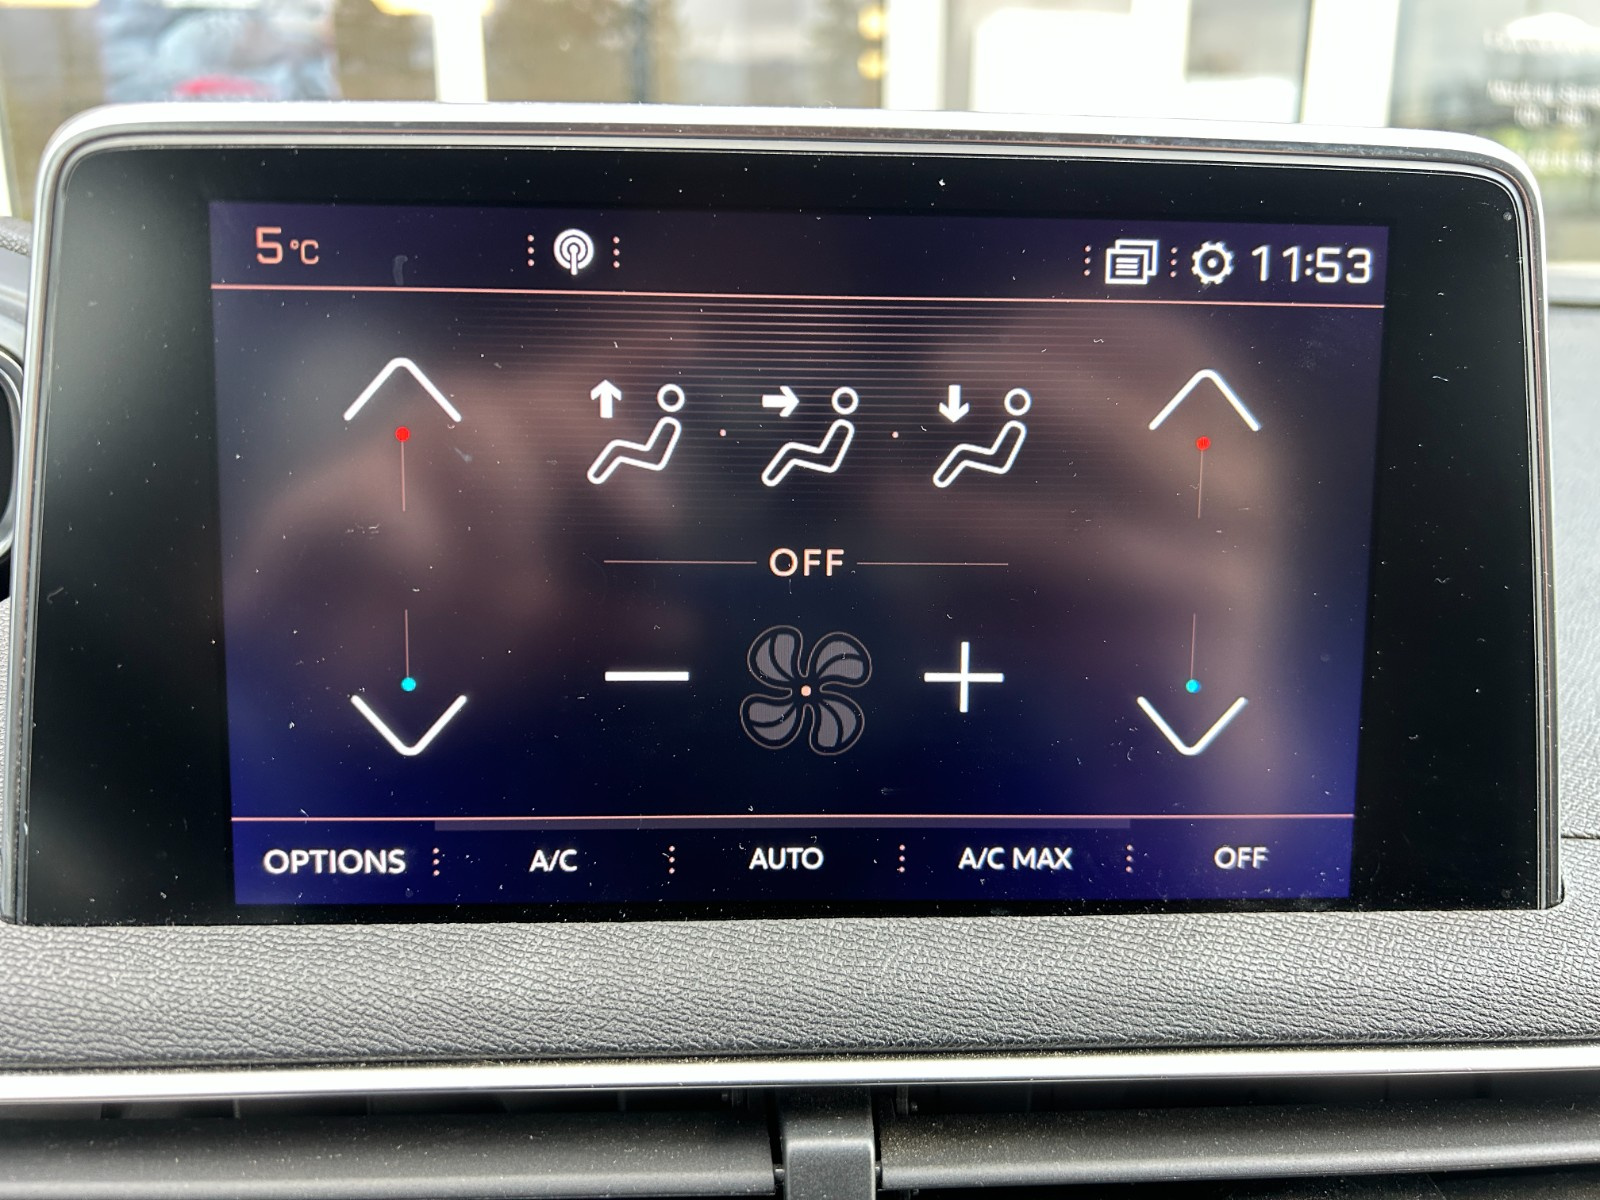 5°C 11:53
OFF
OPTIONS A/C AUTO A/C MAX OFF